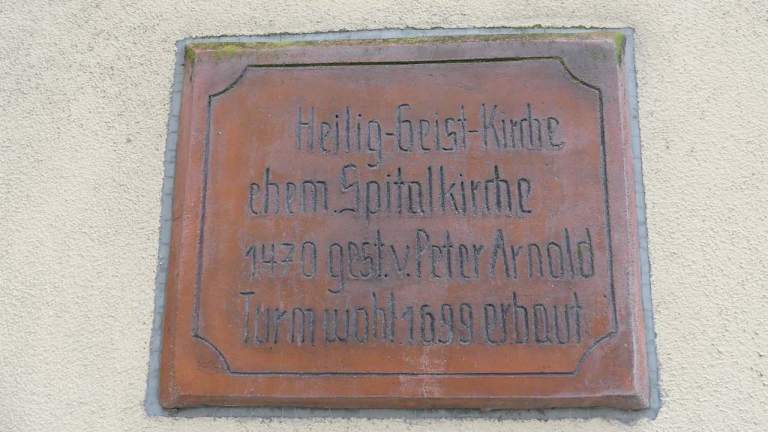 Heilig-Geist-Kirche
ehem. Spitalkirche
1470 gest. v. Peter Arnold
Turm wohl. 1699 erbaut